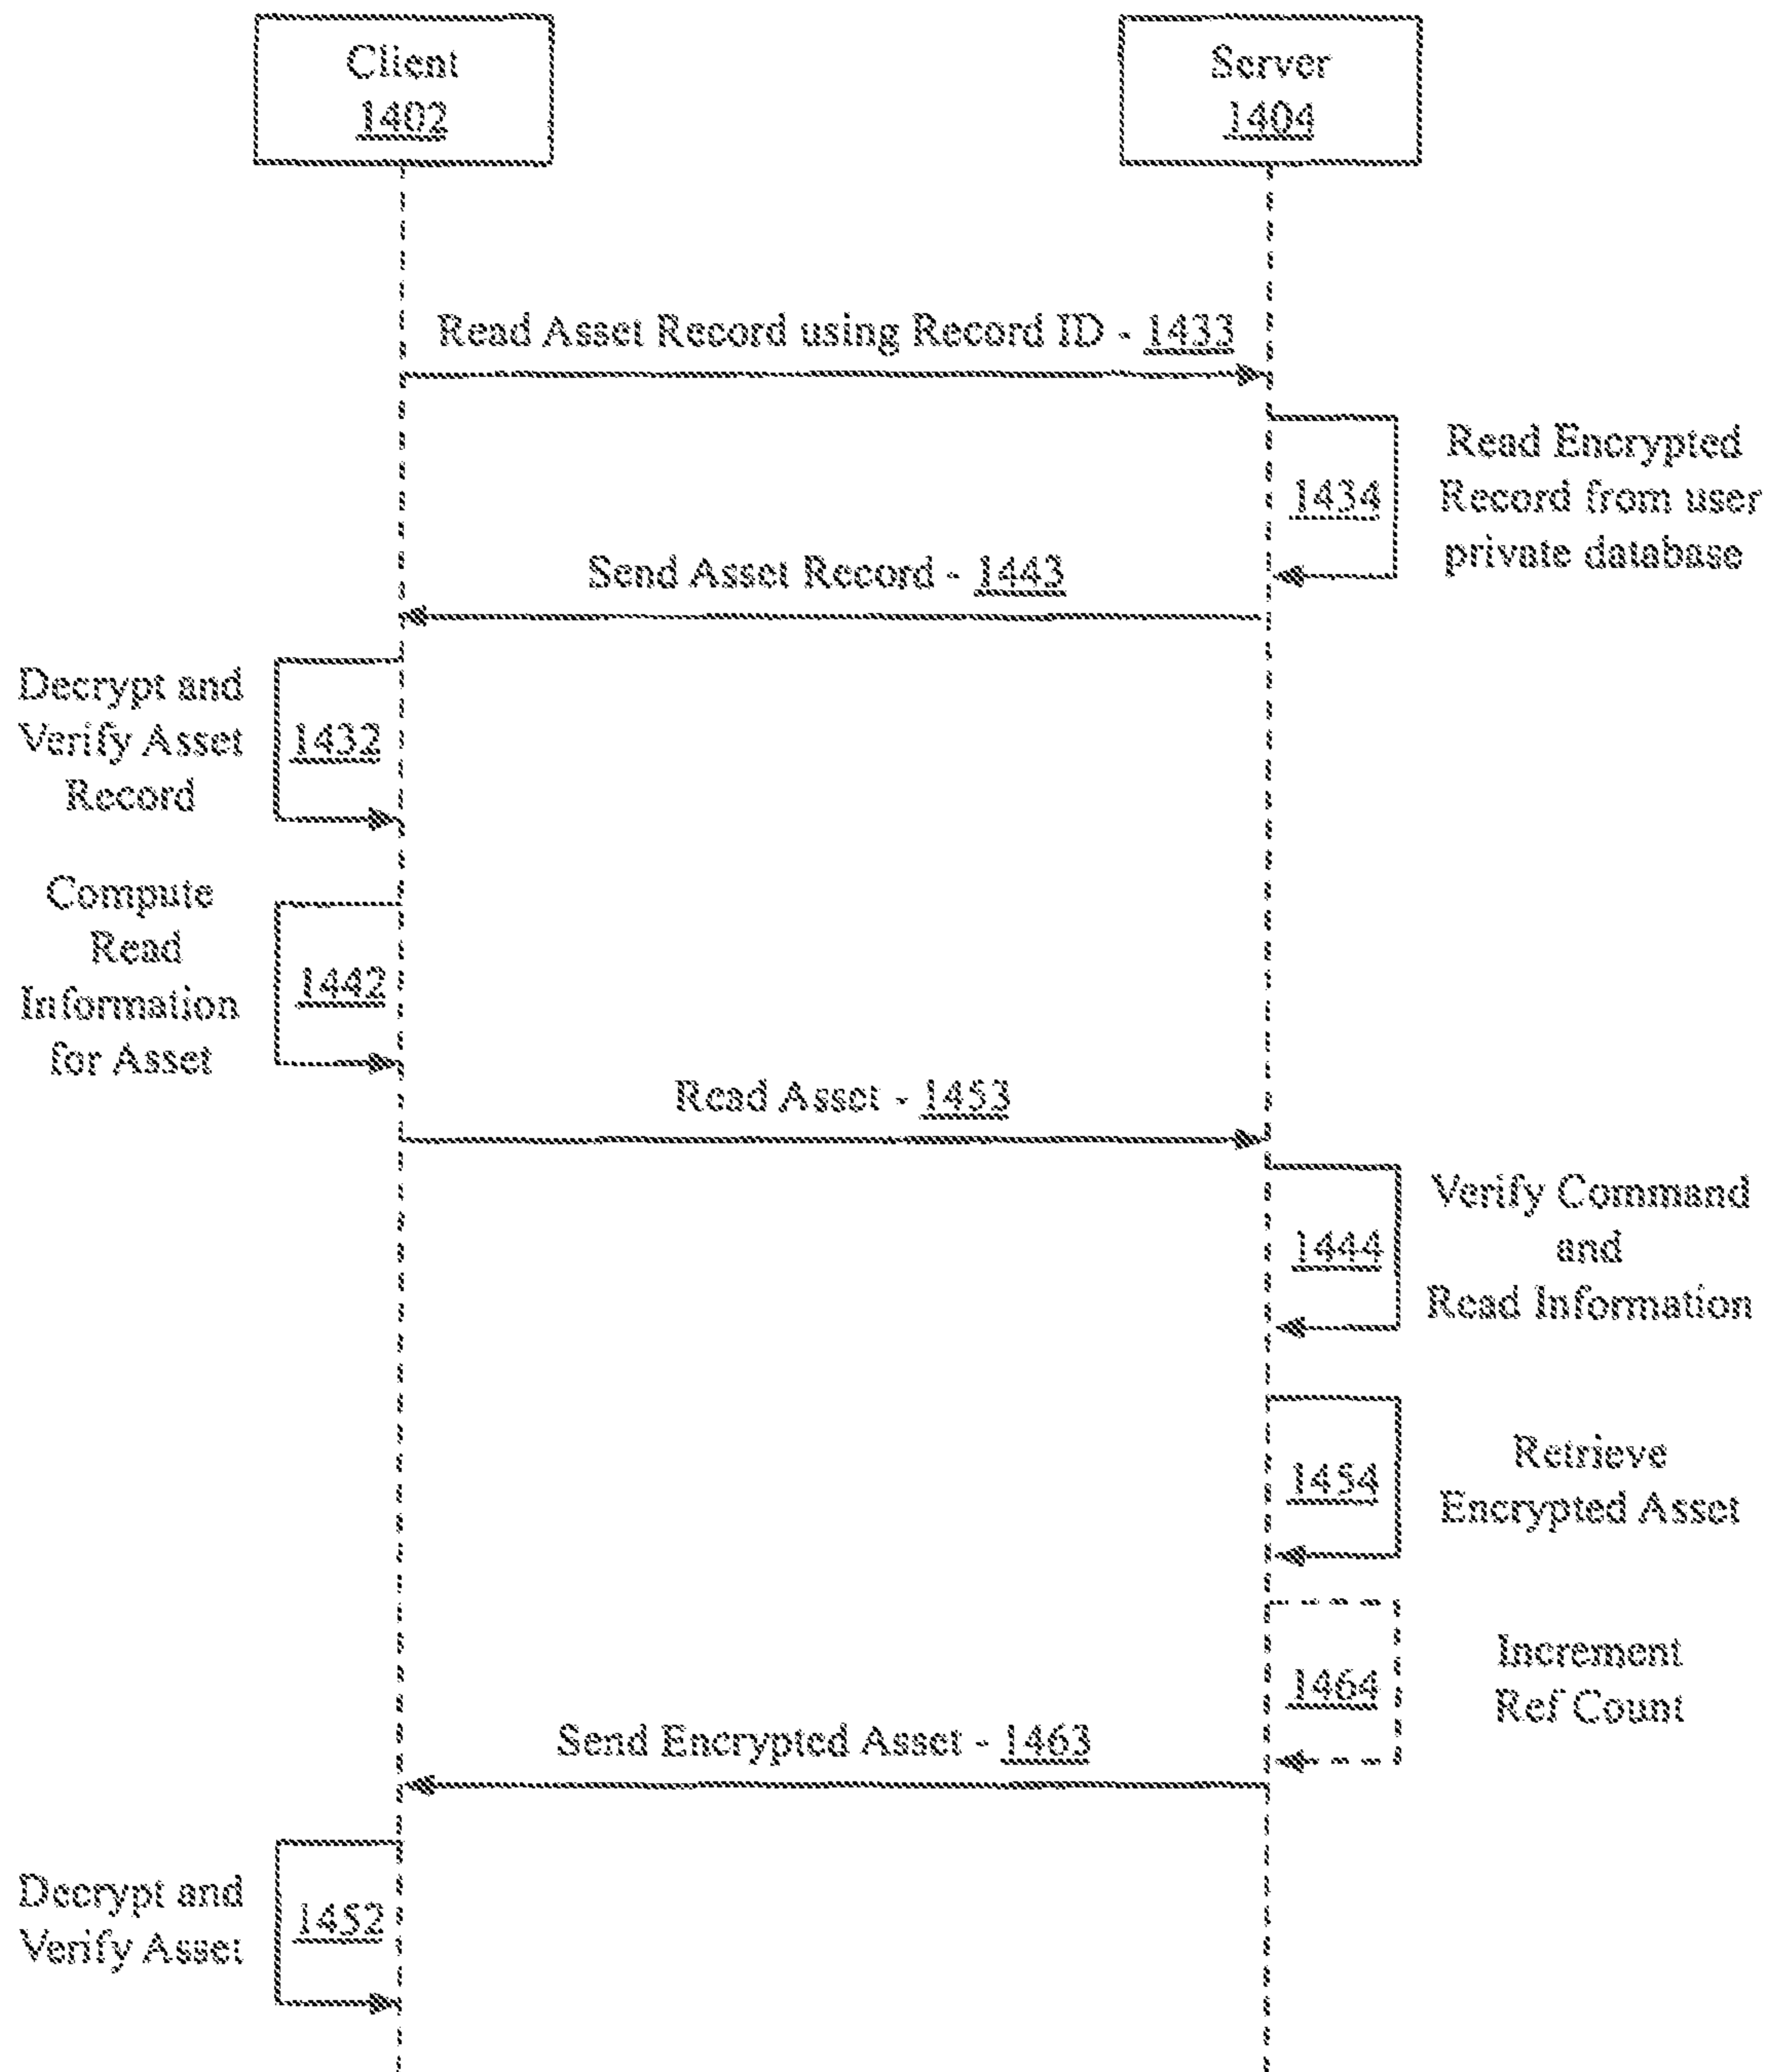 Client
1402
Server
1404
Read Asset Record using Record ID - 1433
1434
Read Encrypted
Record from user
private database
Send Asset Record - 1443
Decrypt and
Verify Asset
Record
1432
Compute
Read
Information
for Asset
1442
Read Asset - 1453
1444
Verify Command
and
Read Information
1454
Retrieve
Encrypted Asset
1464
Increment
Ref Count
Send Encrypted Asset - 1463
Decrypt and
Verify Asset
1452